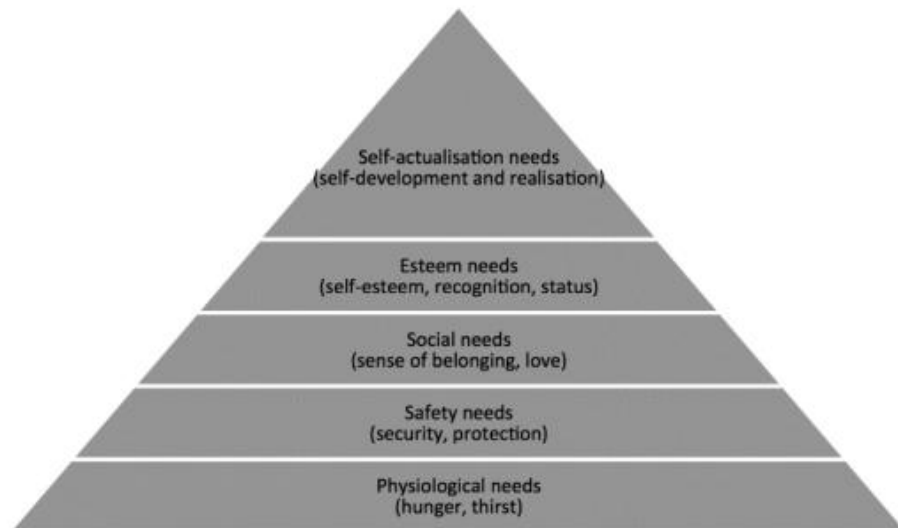 Self-actualisation needs
(self-development and realisation)
Esteem needs
(self-esteem, recognition, status)
Social needs
(sense of belonging, love)
Safety needs
(security, protection)
Physiological needs
(hunger, thirst)